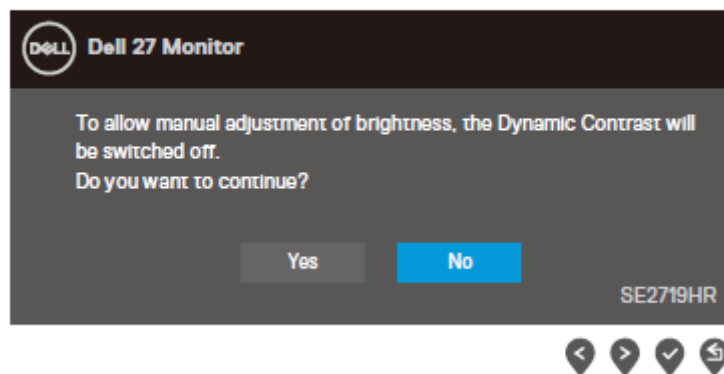 DELL Dell 27 Monitor
To allow manual adjustment of brightness, the Dynamic Contrast will
be switched off.
Do you want to continue?
Yes No
SE2719HR